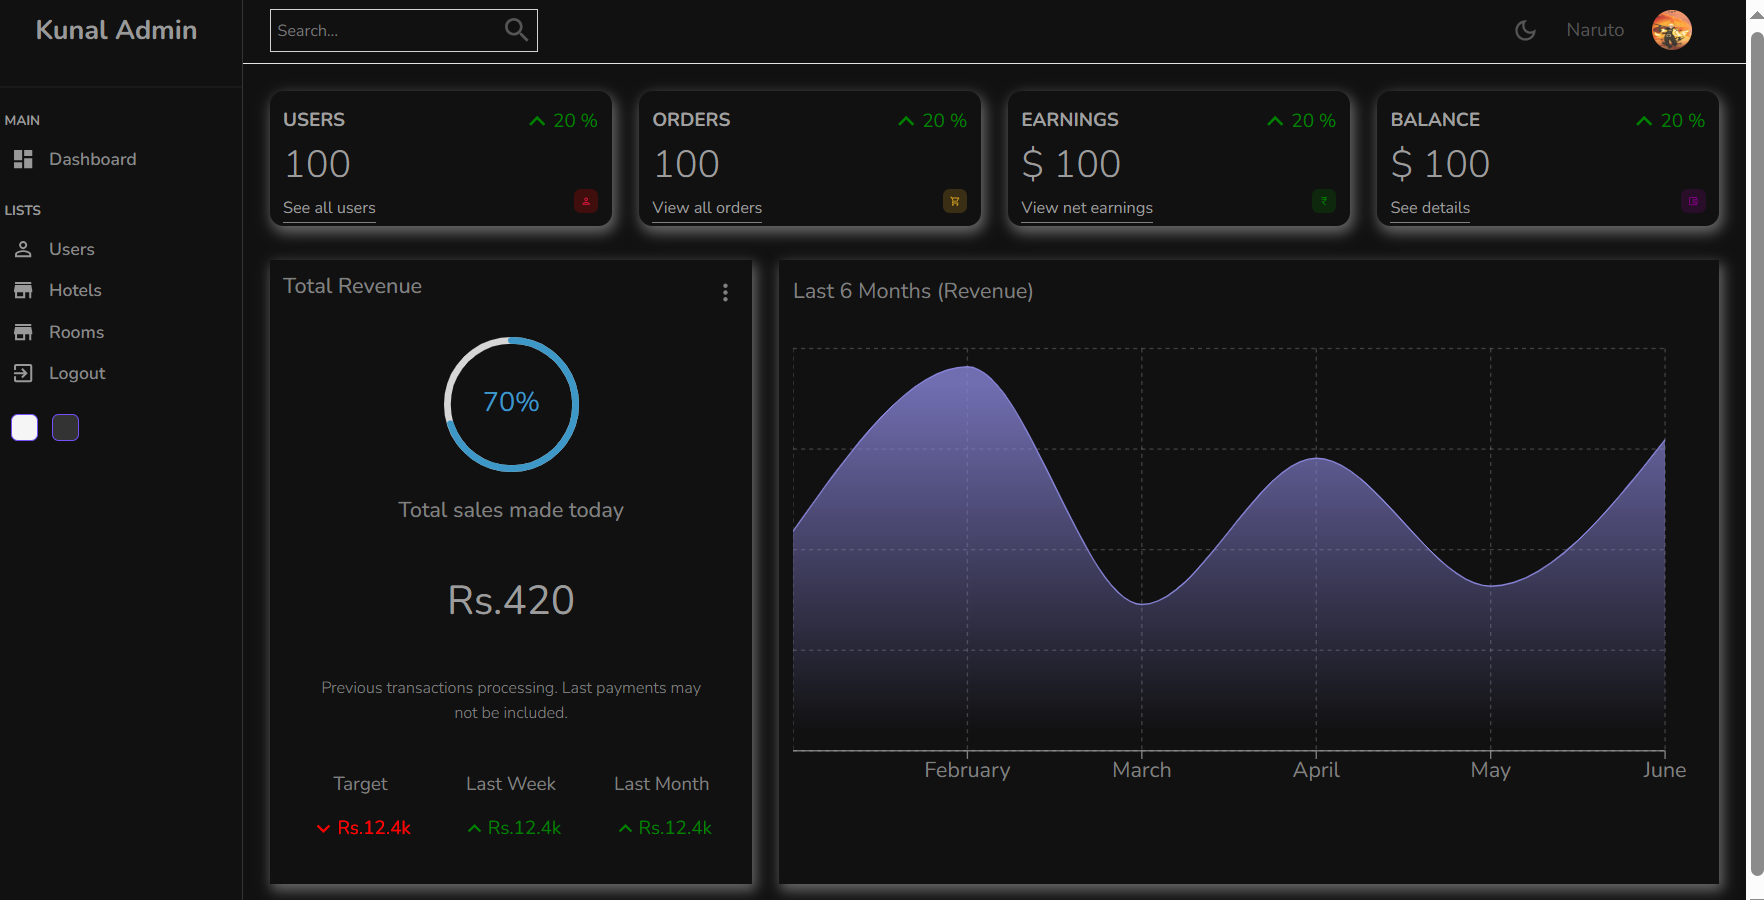 Kunal Admin
Search...
Naruto
MAIN
Dashboard
LISTS
Users
Hotels
Rooms
Logout
USERS
20 %
100
See all users
ORDERS
20 %
100
View all orders
EARNINGS
20 %
$ 100
View net earnings
BALANCE
20 %
$ 100
See details
Total Revenue
70%
Total sales made today
Rs.420
Previous transactions processing. Last payments may
not be included.
Target
Last Week
Last Month
Rs.12.4k
Rs.12.4k
Rs.12.4k
Last 6 Months (Revenue)
February
March
April
May
June